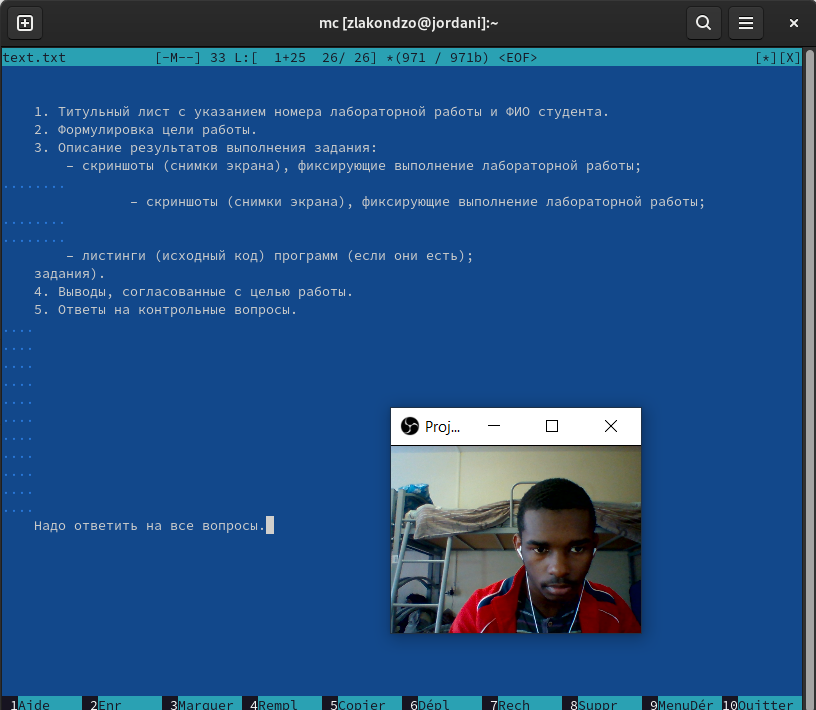 mc [zlakondzo@jordani]:~
text.txt [-M--] 33 L:[ 1+25 26/ 26] *(971 / 971b) <EOF> [*][X]
1. Титульный лист с указанием номера лабораторной работы и ФИО студента.
2. Формулировка цели работы.
3. Описание результатов выполнения задания:
– скриншоты (снимки экрана), фиксирующие выполнение лабораторной работы;
– скриншоты (снимки экрана), фиксирующие выполнение лабораторной работы;
– листинги (исходный код) программ (если они есть);
задания).
4. Выводы, согласованные с целью работы.
5. Ответы на контрольные вопросы.
Proj...
Надо ответить на все вопросы.
1Aide 2Enr 3Marquer 4Rempl 5Copier 6Dépl 7Rech 8Suppr 9MenuDér 10Quitter